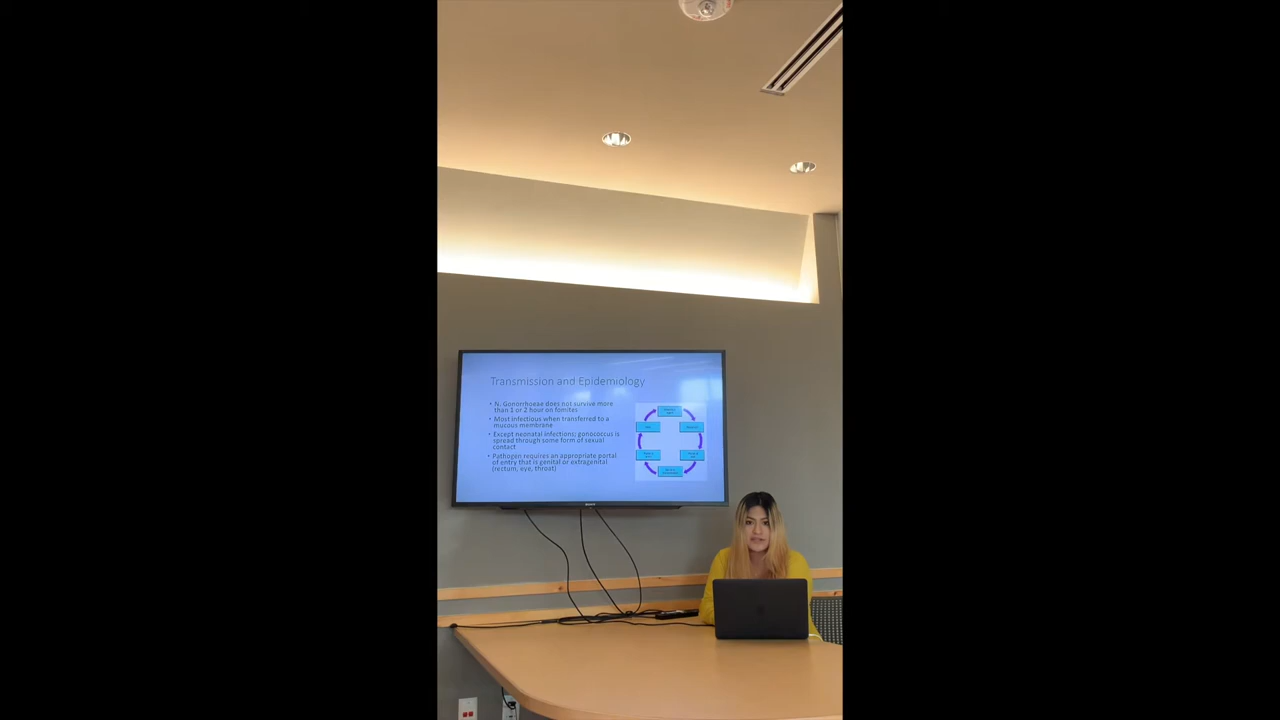 Transmission and Epidemiology
• N. Gonorrhoeae does not survive more
than 1 or 2 hour on fomites
• Most infectious when transferred to a
mucous membrane
• Except neonatal infections; gonococcus is
spread through some form of sexual
contact
• Pathogen requires an appropriate portal
of entry that is genital or extragenital
(rectum, eye, throat)
SONY